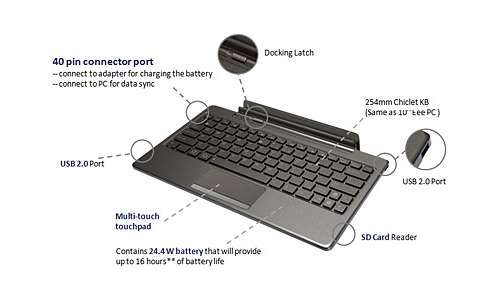 Docking Latch
40 pin connector port
-- connect to adapter for charging the battery
-- connect to PC for data sync
254mm Chiclet KB
(Same as 10" Eee PC )
USB 2.0 Port
USB 2.0 Port
Multi-touch
touchpad
SD Card Reader
Contains 24.4 W battery that will provide
up to 16 hours** of battery life